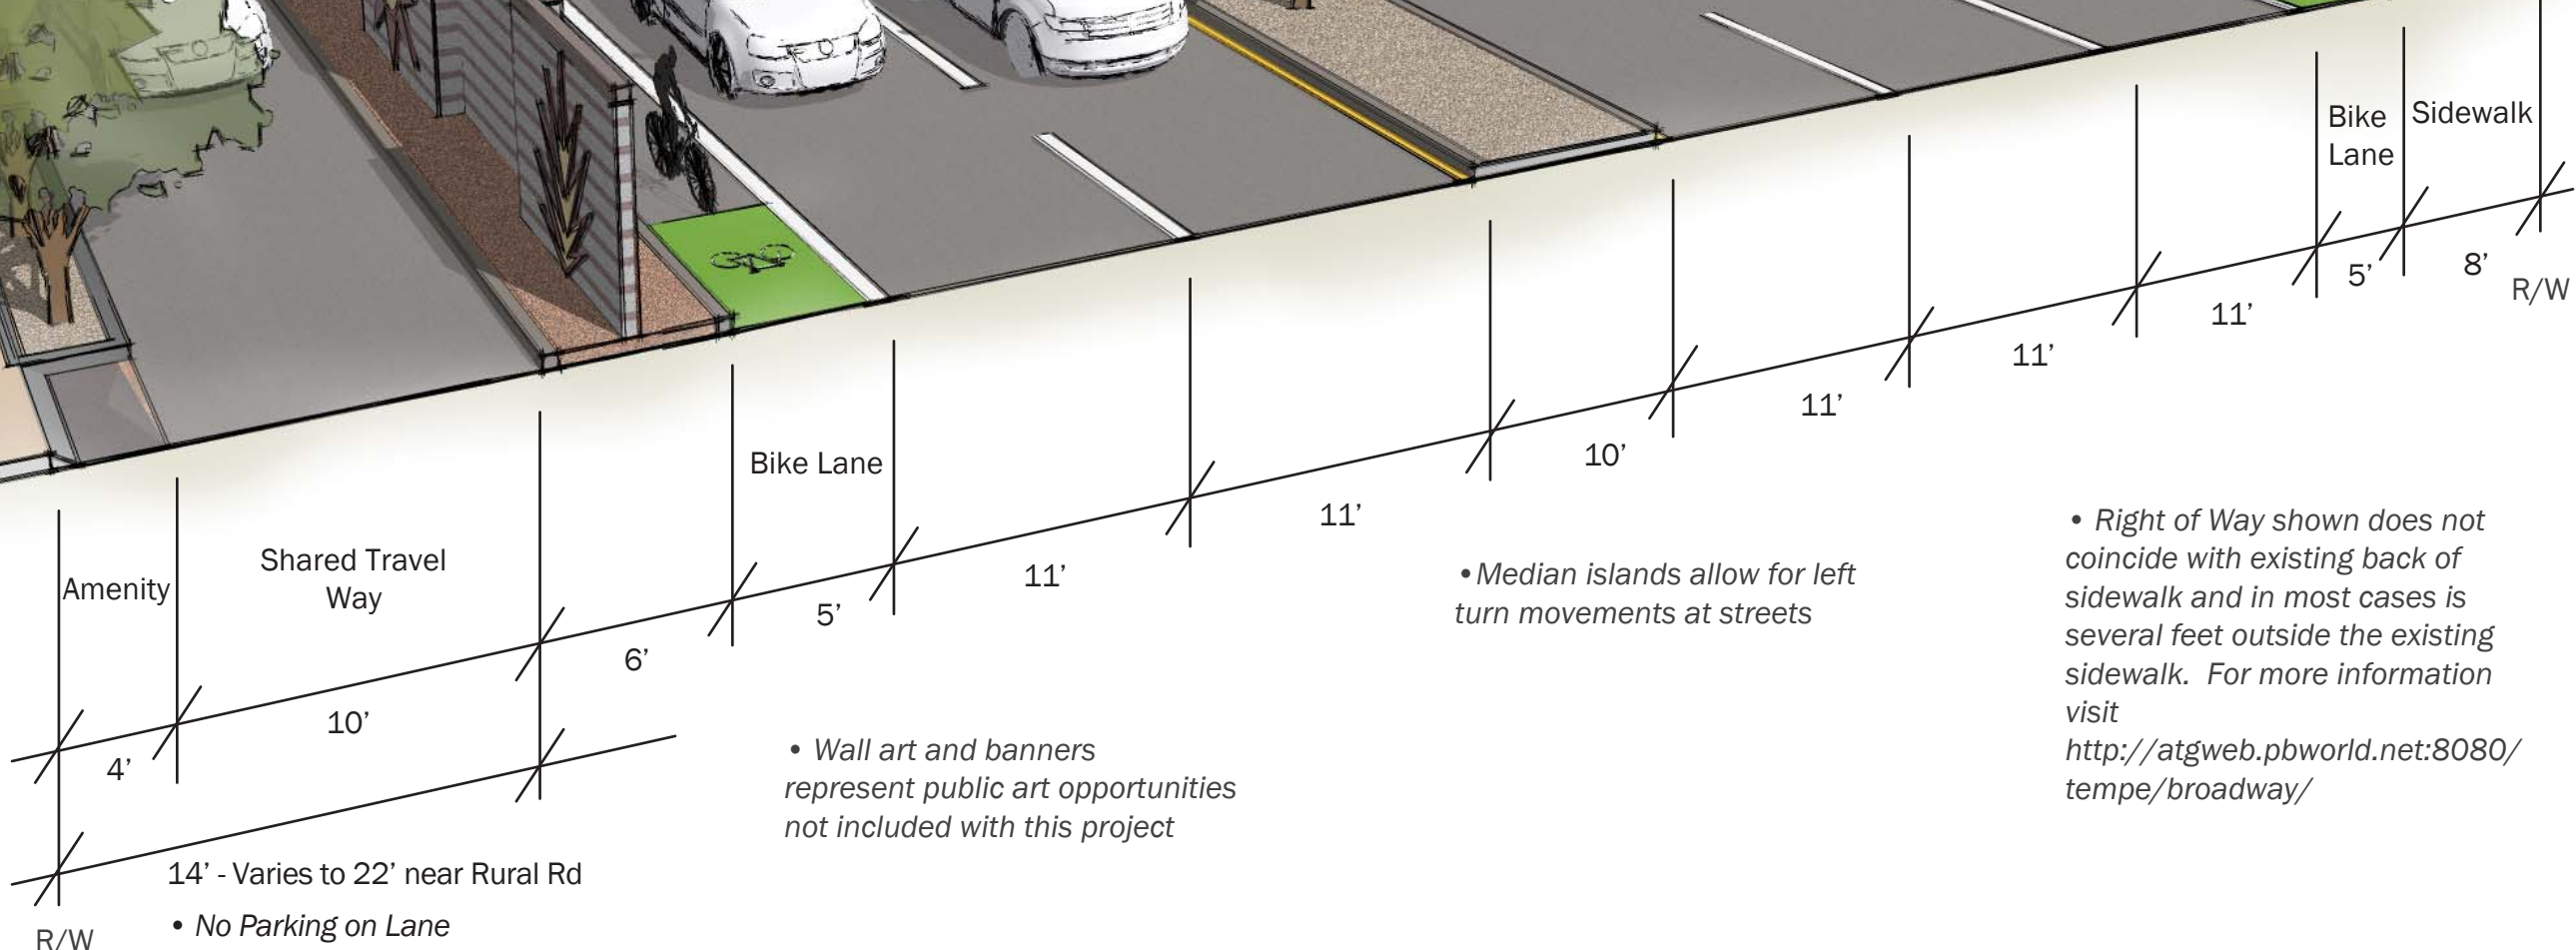 Amenity
4’
Shared Travel
Way
10’
6’
Bike Lane
5’
11’
11’
10’
11’
11’
11’
Bike
Lane
5’
Sidewalk
8’
R/W
14’ - Varies to 22’ near Rural Rd
• No Parking on Lane
R/W
• Wall art and banners
represent public art opportunities
not included with this project
•Median islands allow for left
turn movements at streets
• Right of Way shown does not
coincide with existing back of
sidewalk and in most cases is
several feet outside the existing
sidewalk.  For more information
visit
http://atgweb.pbworld.net:8080/
tempe/broadway/